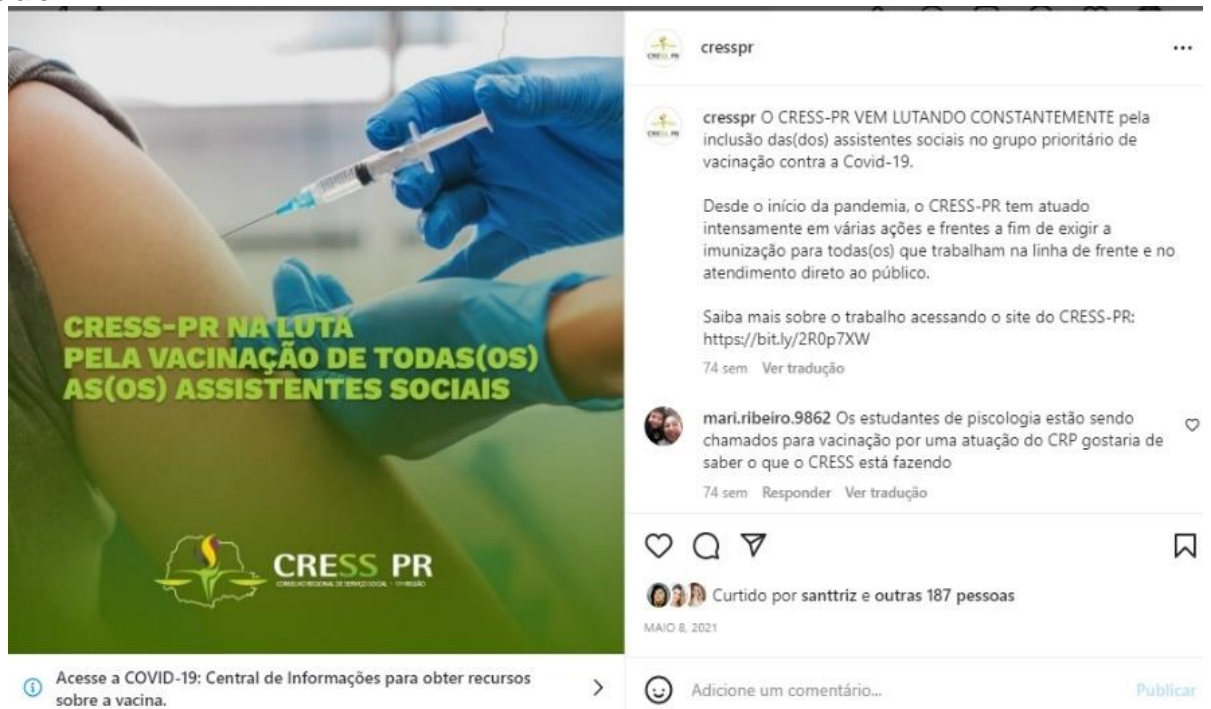 CRESS-PR NA LUTA
PELA VACINAÇÃO DE TODAS(OS)
AS(OS) ASSISTENTES SOCIAIS
CRESS PR
CONSELHO REGIONAL DE SERVIÇO SOCIAL - 11ª REGIÃO
Acesse a COVID-19: Central de Informações para obter recursos
sobre a vacina.
cresspr
cresspr O CRESS-PR VEM LUTANDO CONSTANTEMENTE pela
inclusão das(dos) assistentes sociais no grupo prioritário de
vacinação contra a Covid-19.
Desde o início da pandemia, o CRESS-PR tem atuado
intensamente em várias ações e frentes a fim de exigir a
imunização para todas(os) que trabalham na linha de frente e no
atendimento direto ao público.
Saiba mais sobre o trabalho acessando o site do CRESS-PR:
https://bit.ly/2R0p7XW
74 sem Ver tradução
mari.ribeiro.9862 Os estudantes de piscologia estão sendo
chamados para vacinação por uma atuação do CRP gostaria de
saber o que o CRESS está fazendo
74 sem Responder Ver tradução
Curtido por santtriz e outras 187 pessoas
MAIO 8, 2021
Adicione um comentário... Publicar